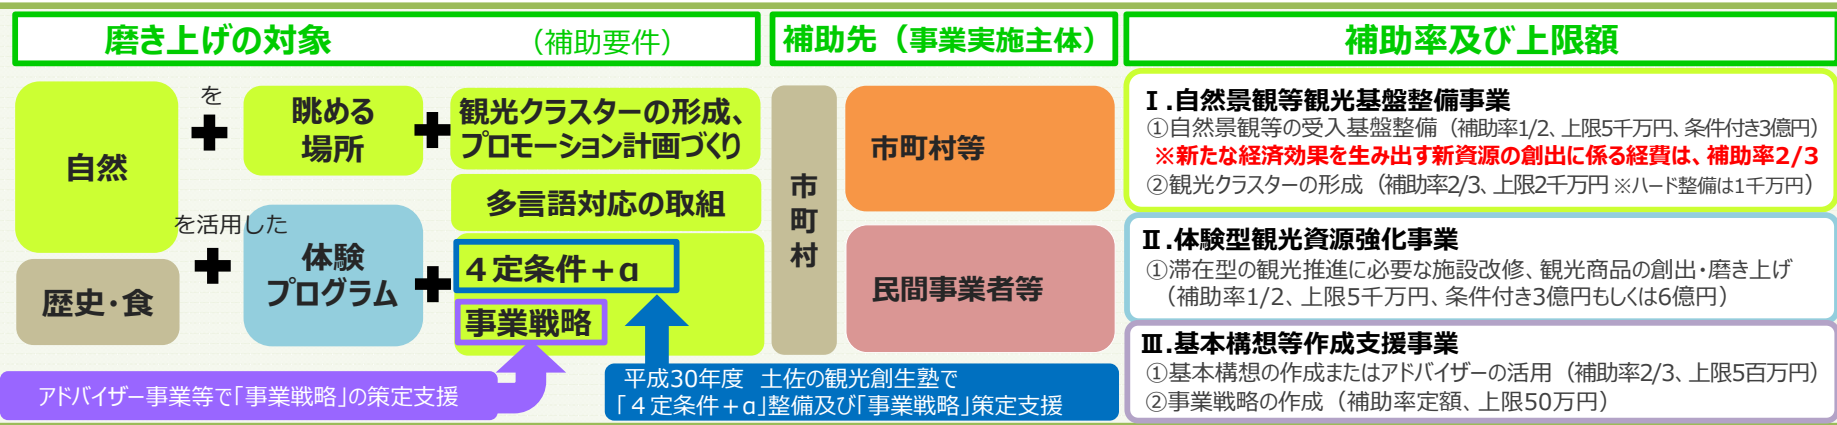 磨き上げの対象 (補助要件)
自然
歴史・食
を
を活用した
眺める
場所
体験
プログラム
観光クラスターの形成、
プロモーション計画づくり
多言語対応の取組
4定条件+α
事業戦略
アドバイザー事業等で「事業戦略」の策定支援
平成30年度 土佐の観光創生塾で
「4定条件+α」整備及び「事業戦略」策定支援
補助先(事業実施主体)
市町村
市町村等
民間事業者等
補助率及び上限額
Ⅰ.自然景観等観光基盤整備事業
①自然景観等の受入基盤整備(補助率1/2、上限5千万円、条件付き3億円)
※新たな経済効果を生み出す新資源の創出に係る経費は、補助率2/3
②観光クラスターの形成(補助率2/3、上限2千万円 ※ハード整備は1千万円)
Ⅱ.体験型観光資源強化事業
①滞在型の観光推進に必要な施設改修、観光商品の創出・磨き上げ
(補助率1/2、上限5千万円、条件付き3億円もしくは6億円)
Ⅲ.基本構想等作成支援事業
①基本構想の作成またはアドバイザーの活用(補助率2/3、上限5百万円)
②事業戦略の作成(補助率定額、上限50万円)